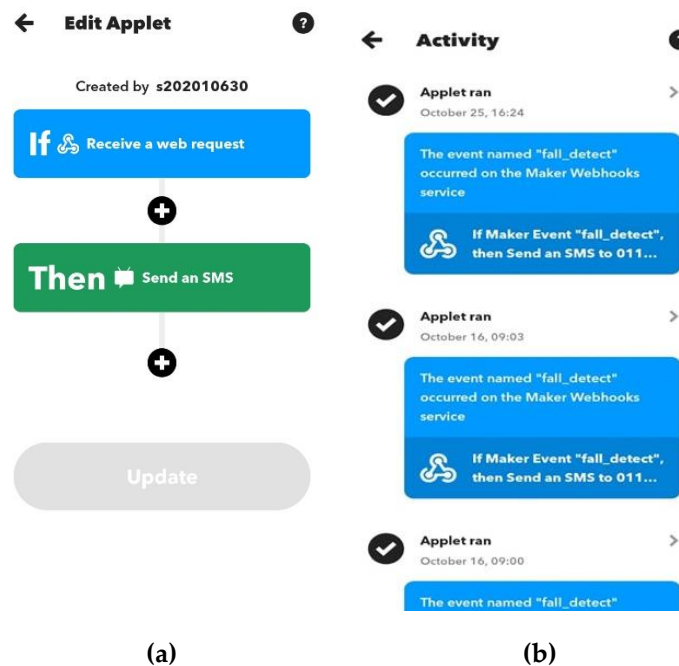 Edit Applet
?
Created by s202010630
If Receive a web request
Then Send an SMS
Update
(a)
Activity
Applet ran
October 25, 16:24
The event named "fall_detect"
occurred on the Maker Webhooks
service
If Maker Event "fall_detect",
then Send an SMS to 011...
Applet ran
October 16, 09:03
The event named "fall_detect"
occurred on the Maker Webhooks
service
If Maker Event "fall_detect",
then Send an SMS to 011...
Applet ran
October 16, 09:00
The event named "fall_detect"
(b)